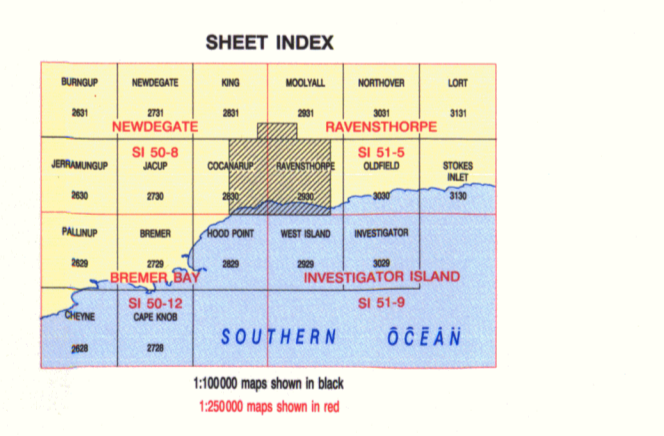 SHEET INDEX
BURNGUP NEWDEGATE KING MOOLYALL NORTHOVER LORT
2631 2731 2831 2931 3031 3131
NEWDEGATE RAVENSTHORPE
SI 50-8 SI 51-5
JERRAMUNGUP JACUP COCANARUP RAVENSTHORPE OLDFIELD STOKES
INLET
2630 2730 2830 2930 3030 3130
PALLINUP BREMER HOOD POINT WEST ISLAND INVESTIGATOR
2629 2729 2829 2929 3029
BREMER BAY INVESTIGATOR ISLAND
SI 50-12 SI 51-9
CHEYNE CAPE KNOB
SOUTHERN OCEAN
2628 2728
1:100000 maps shown in black
1:250000 maps shown in red